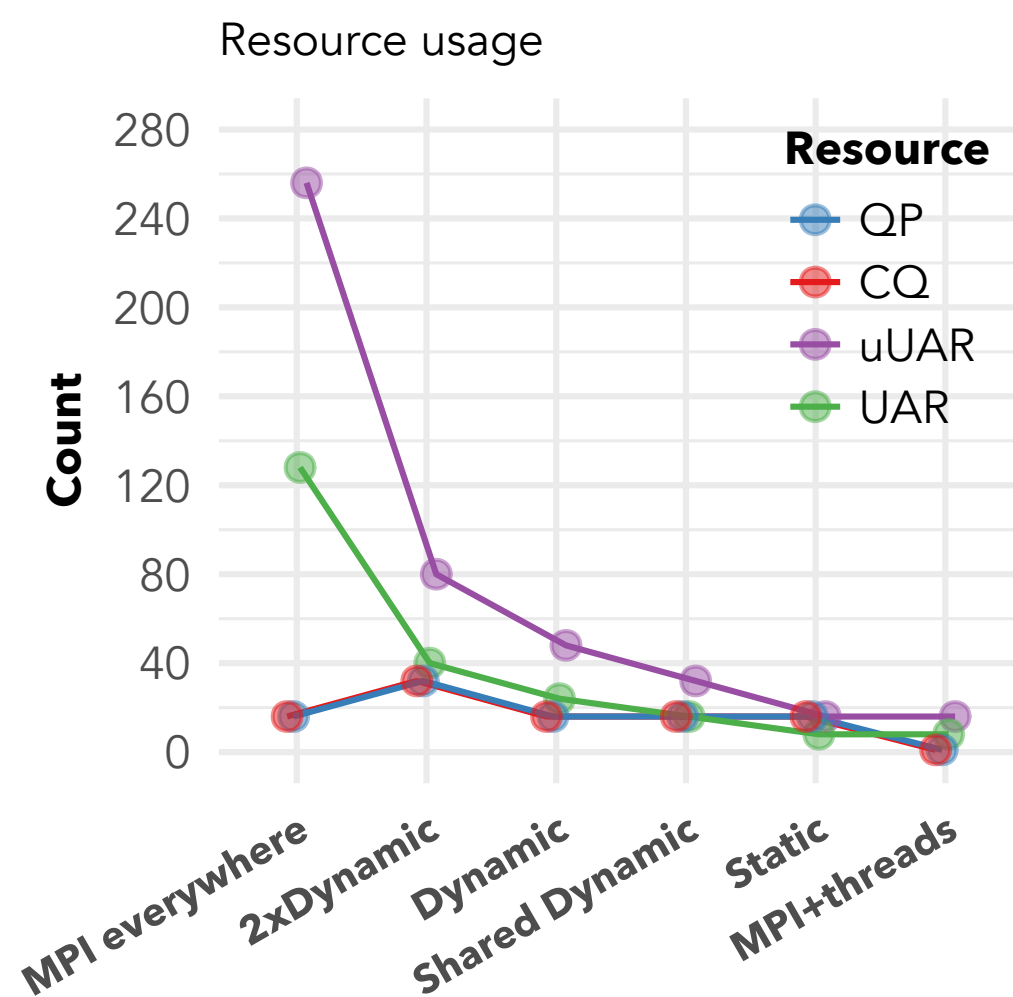 Resource usage
280
240
200
160
120
80
40
0
Count
Resource
QP
CQ
uUAR
UAR
MPI everywhere
2xDynamic
Dynamic
Shared Dynamic
Static
MPI+threads